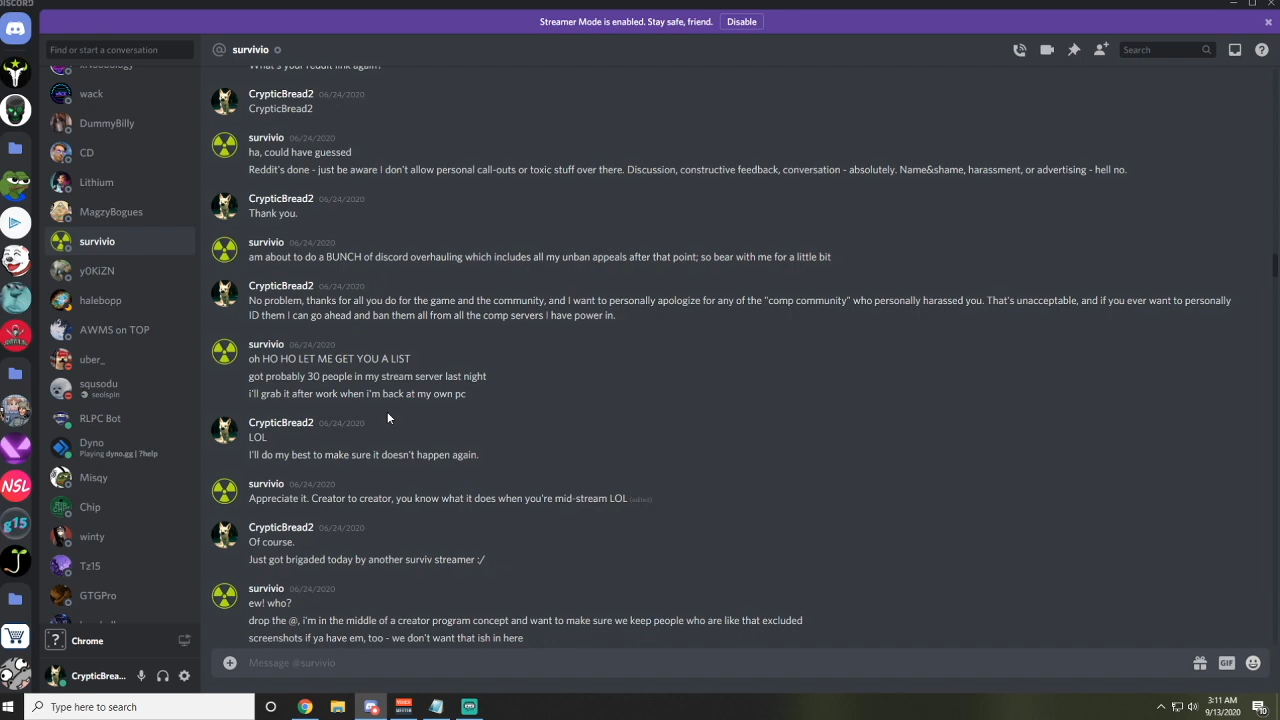 DISCORD
Streamer Mode is enabled. Stay safe, friend. Disable
Find or start a conversation
survivio
Search
wack
DummyBilly
CD
Lithium
MagzyBogues
survivio
y0KiZN
halebopp
AWMS on TOP
uber_
squsodu
seolspin
RLPC Bot
Dyno
Playing dyno.gg | ?help
Misqy
Chip
winty
Tz15
GTGPro
NSL
g15
Chrome
CrypticBrea...
What's your reddit link again?
CrypticBread2 06/24/2020
CrypticBread2
survivio 06/24/2020
ha, could have guessed
Reddit's done - just be aware I don't allow personal call-outs or toxic stuff over there. Discussion, constructive feedback, conversation - absolutely. Name&shame, harassment, or advertising - hell no.
CrypticBread2 06/24/2020
Thank you.
survivio 06/24/2020
am about to do a BUNCH of discord overhauling which includes all my unban appeals after that point; so bear with me for a little bit
CrypticBread2 06/24/2020
No problem, thanks for all you do for the game and the community, and I want to personally apologize for any of the "comp community" who personally harassed you. That's unacceptable, and if you ever want to personally
ID them I can go ahead and ban them all from all the comp servers I have power in.
survivio 06/24/2020
oh HO HO LET ME GET YOU A LIST
got probably 30 people in my stream server last night
i'll grab it after work when i'm back at my own pc
CrypticBread2 06/24/2020
LOL
I'll do my best to make sure it doesn't happen again.
survivio 06/24/2020
Appreciate it. Creator to creator, you know what it does when you're mid-stream LOL (edited)
CrypticBread2 06/24/2020
Of course.
Just got brigaded today by another surviv streamer :/
survivio 06/24/2020
ew! who?
drop the @, i'm in the middle of a creator program concept and want to make sure we keep people who are like that excluded
screenshots if ya have em, too - we don't want that ish in here
Message @survivio
GIF
Type here to search
3:11 AM
9/13/2020